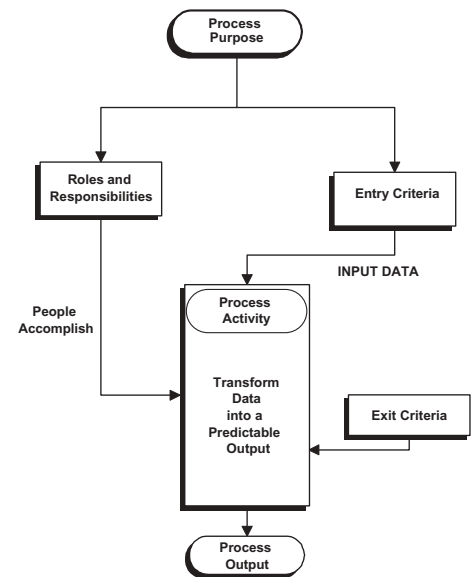 Process
Purpose
Roles and
Responsibilities
Entry Criteria
INPUT DATA
People
Accomplish
Process
Activity
Transform
Data
into a
Predictable
Output
Exit Criteria
Process
Output